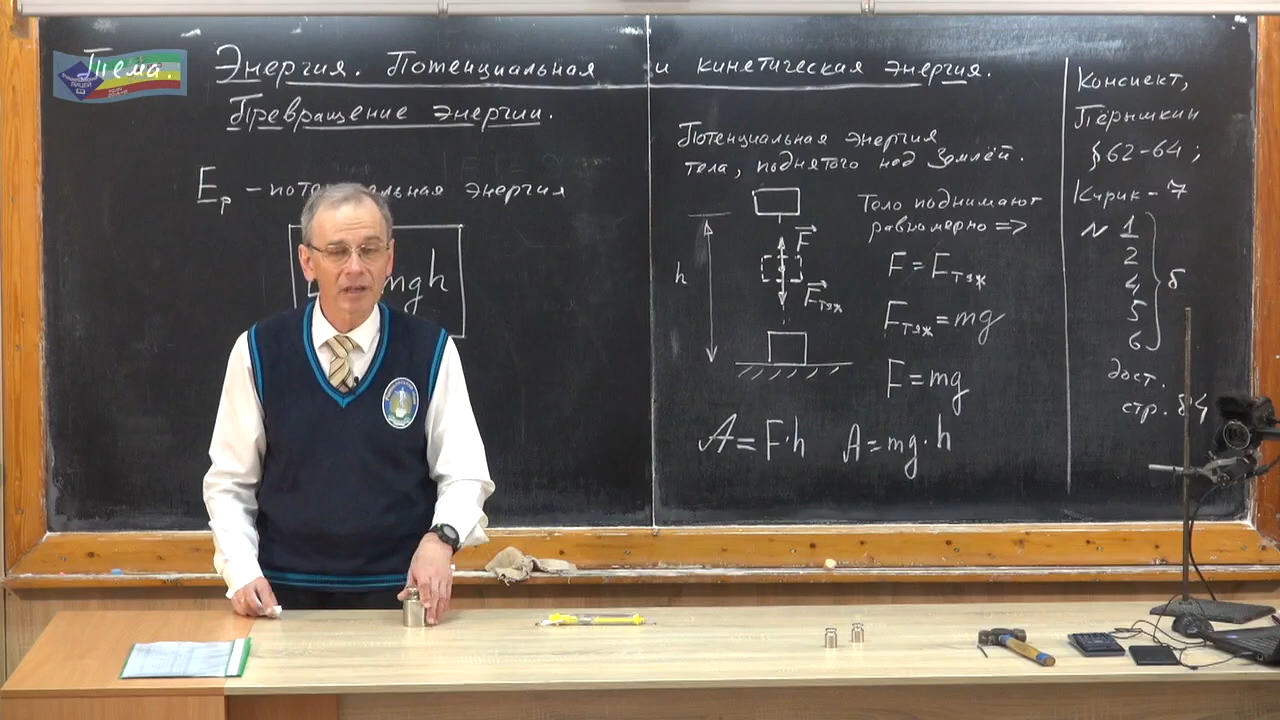 Тема. Энергия. Потенциальная и кинетическая энергия.
Превращение энергии.
Eр – потенциальная энергия
mgh
Потенциальная энергия
тела, поднятого над Землёй.
h
F
Fтяж
Тело поднимают
равномерно =>
F = Fтяж
Fтяж = mg
F = mg
A = F·h A = mg·h
Конспект,
Пёрышкин
§ 62-64 ;
Кирик - 7
№ 1
2
4
5
6
дост.
стр.